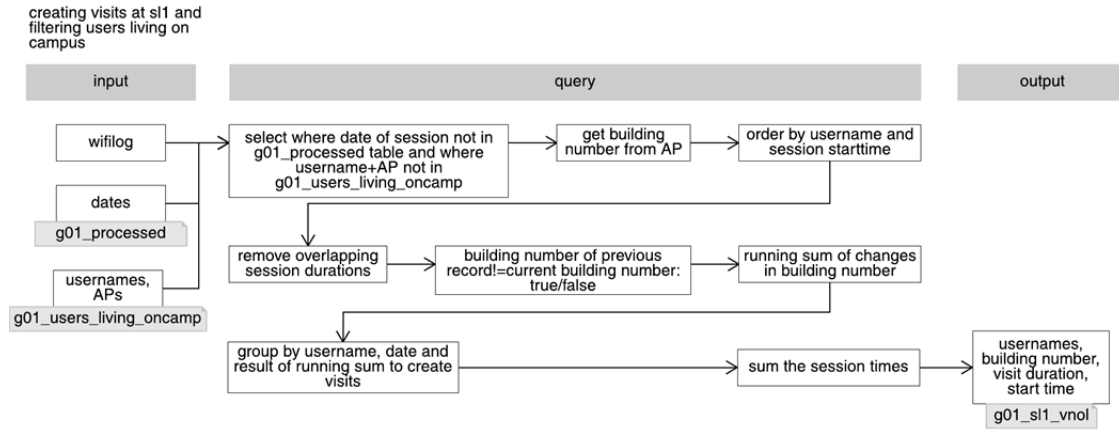 creating visits at sl1 and
filtering users living on
campus
input
query
output
wifilog
select where date of session not in
g01_processed table and where
username+AP not in
g01_users_living_oncamp
get building
number from AP
order by username and
session starttime
dates
g01_processed
remove overlapping
session durations
building number of previous
record!=current building number:
true/false
running sum of changes
in building number
usernames,
APs
g01_users_living_oncamp
group by username, date and
result of running sum to create
visits
sum the session times
usernames,
building number,
visit duration,
start time
g01_sl1_vnol